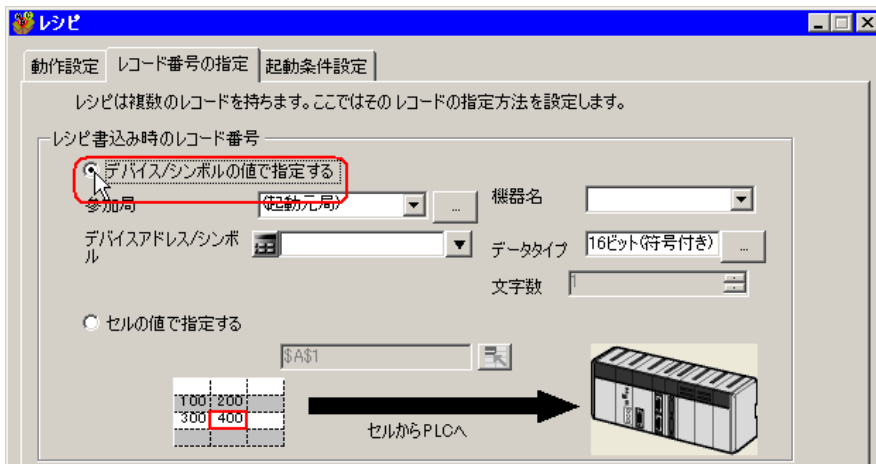 レシピ
動作設定 レコード番号の指定 起動条件設定
レシピは複数のレコードを持ちます。ここではそのレコードの指定方法を設定します。
レシピ書込み時のレコード番号
デバイス/シンボルの値で指定する
参加局 (起動元局) ... 機器名
デバイスアドレス/シンボ
ル
データタイプ 16ビット(符号付き) ...
文字数 1
セルの値で指定する
$A$1
100 200
300 400
セルからPLCへ